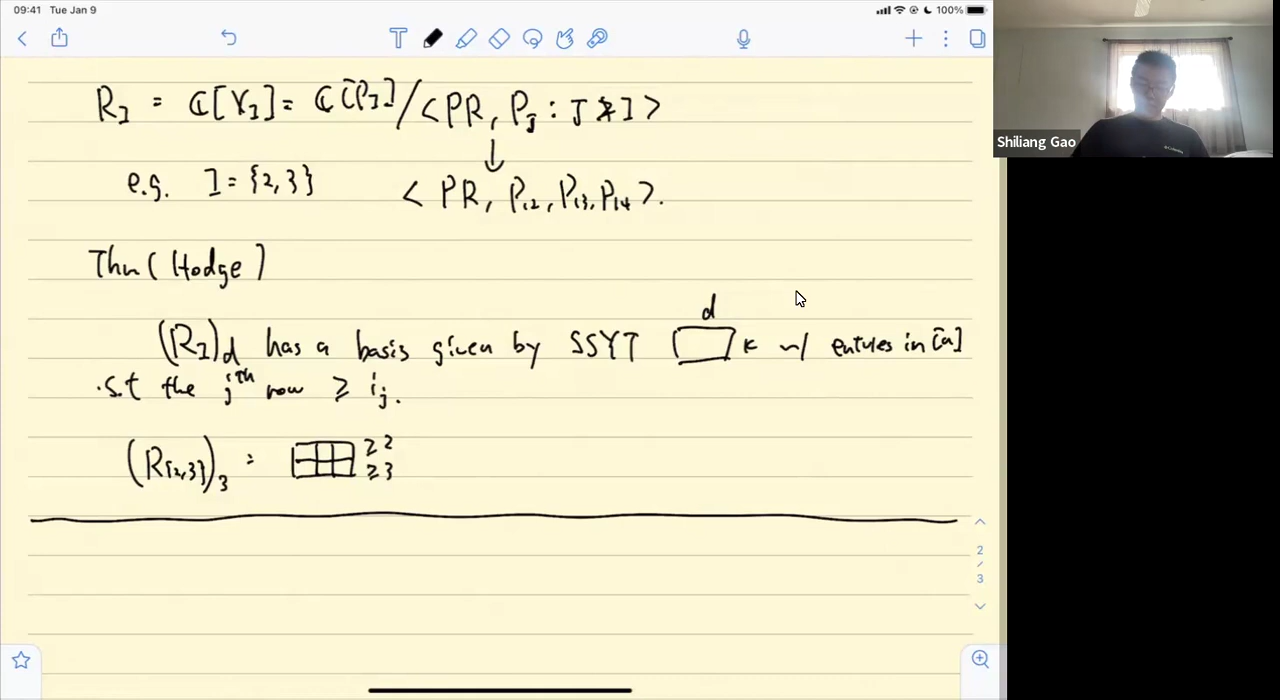 09:41 Tue Jan 9
100%
Shiliang Gao
R_I = ℂ[X_I] = ℂ[P_J]/<PR, P_J : J ≱ I>
↓
e.g. I = {2,3} <PR, P_12, P_13, P_14>.
Thm (Hodge)
d
(R_I)_d has a basis given by SSYT k w/ entries in [n]
s.t the j^th row ≥ i_j.
(R_{2,3})_3 = ≥2
≥3
2
/
3